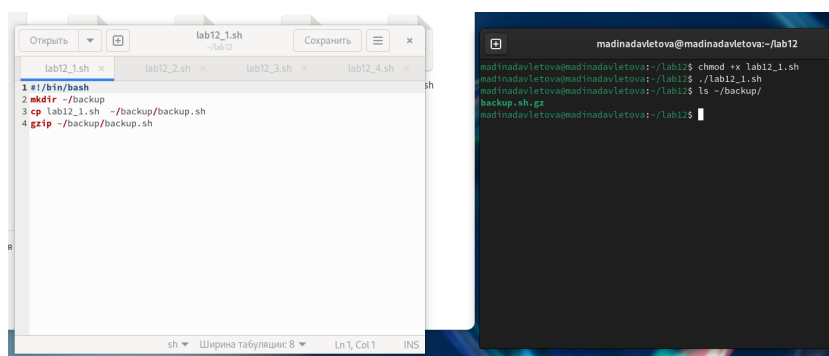 Открыть
lab12_1.sh
~/lab12
Сохранить
lab12_1.sh
lab12_2.sh
lab12_3.sh
lab12_4.sh
sh
1 #!/bin/bash
2 mkdir ~/backup
3 cp lab12_1.sh  ~/backup/backup.sh
4 gzip ~/backup/backup.sh
я
sh
Ширина табуляции: 8
Ln 1, Col 1
INS
madinadavletova@madinadavletova:~/lab12
madinadavletova@madinadavletova:~/lab12$ chmod +x lab12_1.sh
madinadavletova@madinadavletova:~/lab12$ ./lab12_1.sh
madinadavletova@madinadavletova:~/lab12$ ls ~/backup/
backup.sh.gz
madinadavletova@madinadavletova:~/lab12$